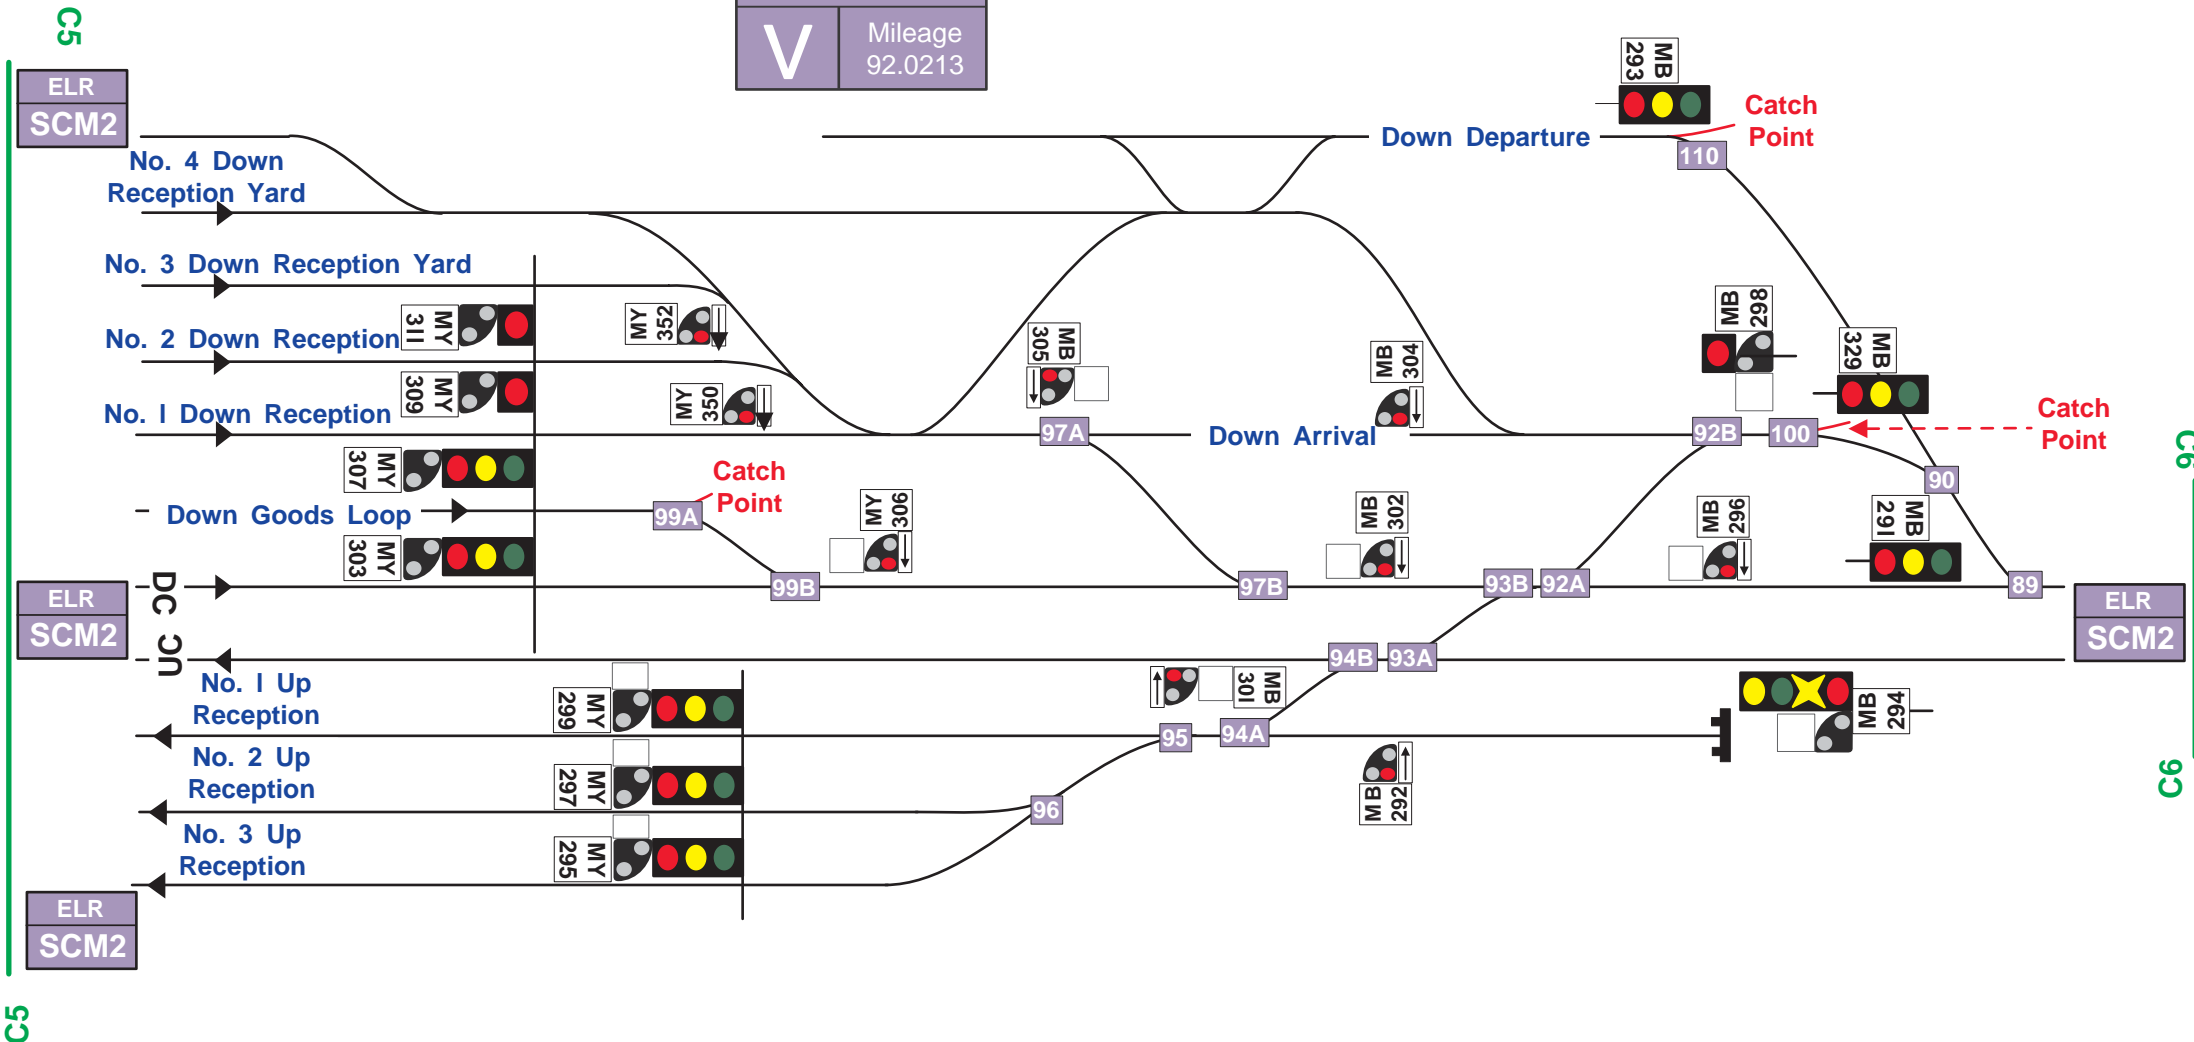 C5
V
Mileage
92.0213
ELR
SCM2
MB
293
Catch
Point
Down Departure
110
No. 4 Down
Reception Yard
No. 3 Down Reception Yard
MY
311
MY
352
MB
298
No. 2 Down Reception
MB
305
MB
304
MB
329
MY
309
MY
350
No. 1 Down Reception
97A
Down Arrival
92B
100
Catch
Point
C6
MY
307
Catch
Point
90
Down Goods Loop
99A
MY
306
MB
302
MB
296
MB
291
MY
303
ELR
SCM2
DC
99B
97B
93B
92A
89
ELR
SCM2
UC
94B
93A
No. 1 Up
Reception
MY
299
MB
301
MB
294
95
94A
No. 2 Up
Reception
MY
297
MB
292
C6
96
No. 3 Up
Reception
MY
295
ELR
SCM2
C5